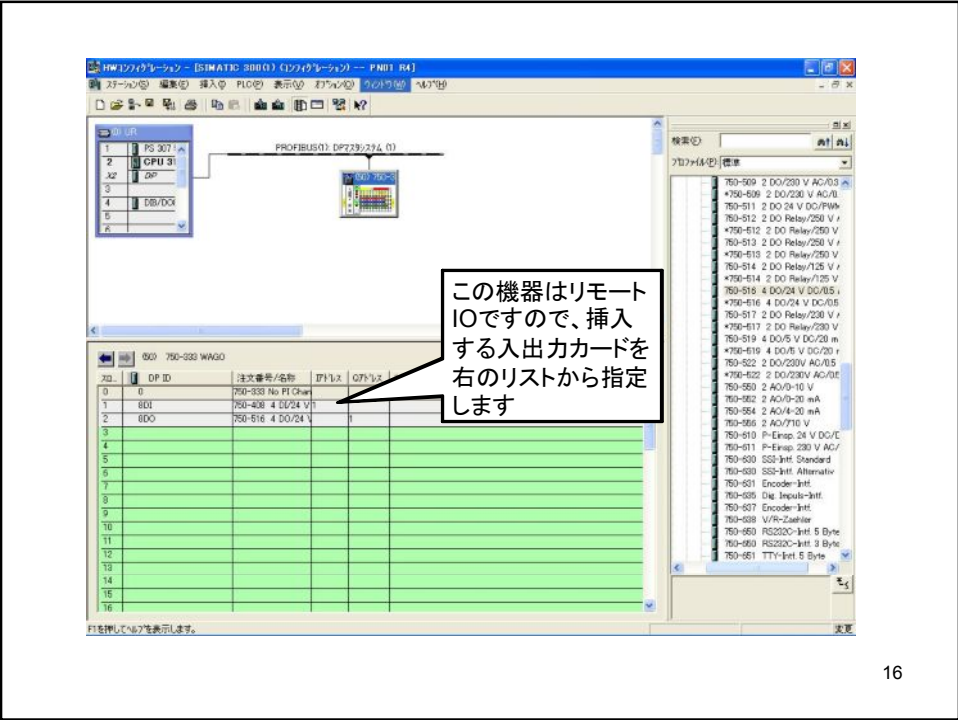 HWｺﾝﾌｨｸﾞﾚｰｼｮﾝ - [SIMATIC 300(1) (ｺﾝﾌｨｸﾞﾚｰｼｮﾝ) -- PN01_R4]
ｽﾃｰｼｮﾝ(S) 編集(E) 挿入(I) PLC(P) 表示(V) ｵﾌﾟｼｮﾝ(O) ｳｨﾝﾄﾞｳ(W) ﾍﾙﾌﾟ(H)
(0) UR
1 PS 307
2 CPU 31
X2 DP
3
4 DI8/DO
5
6
PROFIBUS(1): DPﾏｽﾀｼｽﾃﾑ (1)
(50) 750-3
この機器はリモート
IOですので、挿入
する入出力カードを
右のリストから指定
します
(50) 750-333 WAGO
ｽﾛ... DP ID 注文番号/名称 Iｱﾄﾞﾚｽ Qｱﾄﾞﾚｽ
0 0 750-333 No PI Chan
1 8DI 750-408 4 DI/24 V 1
2 8DO 750-516 4 DO/24 V 1
3
4
5
6
7
8
9
10
11
12
13
14
15
16
検索(E):
ﾌﾟﾛﾌｧｲﾙ(P): 標準
750-509 2 DO/230 V AC/0.3
*750-509 2 DO/230 V AC/0.
750-511 2 DO 24 V DC/PWM
750-512 2 DO Relay/250 V
*750-512 2 DO Relay/250 V
750-513 2 DO Relay/250 V
*750-513 2 DO Relay/250 V
750-514 2 DO Relay/125 V
*750-514 2 DO Relay/125 V
750-516 4 DO/24 V DC/0.5
*750-516 4 DO/24 V DC/0.5
750-517 2 DO Relay/230 V
*750-517 2 DO Relay/230 V
750-519 4 DO/5 V DC/20 m
*750-519 4 DO/5 V DC/20 r
750-522 2 DO/230V AC/0.5
*750-522 2 DO/230V AC/0.5
750-550 2 AO/0-10 V
750-552 2 AO/0-20 mA
750-554 2 AO/4-20 mA
750-556 2 AO/?10 V
750-610 P-Einsp. 24 V DC/E
750-611 P-Einsp. 230 V AC/
750-630 SSI-Intf. Standard
750-630 SSI-Intf. Alternativ
750-631 Encoder-Intf.
750-635 Dig. Impuls-Intf.
750-637 Encoder-Intf.
750-638 V/R-Zaehler
750-650 RS232C-Intf. 5 Byte
750-650 RS232C-Intf. 3 Byte
750-651 TTY-Intf. 5 Byte
F1を押してﾍﾙﾌﾟを表示します。
変更
16